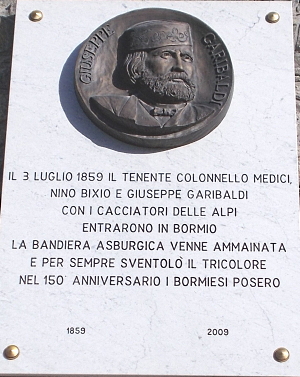 GIUSEPPE GARIBALDI
IL 3 LUGLIO 1859 IL TENENTE COLONNELLO MEDICI,
NINO BIXIO E GIUSEPPE GARIBALDI
CON I CACCIATORI DELLE ALPI
ENTRARONO IN BORMIO
LA BANDIERA ASBURGICA VENNE AMMAINATA
E PER SEMPRE SVENTOLÒ IL TRICOLORE
NEL 150° ANNIVERSARIO I BORMIESI POSERO
1859 2009